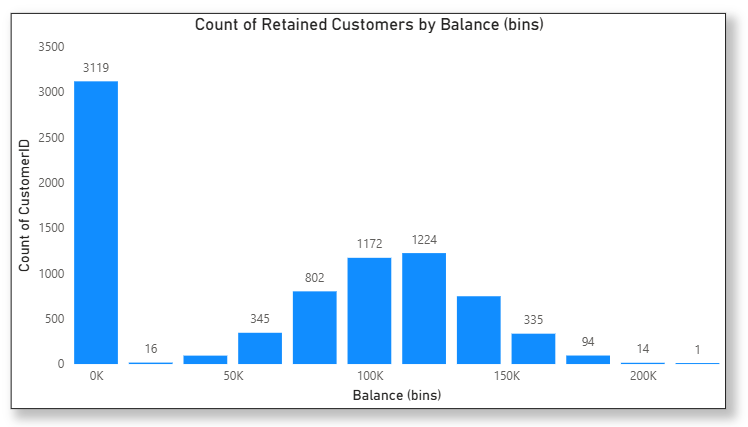 Count of Retained Customers by Balance (bins)
3500
3000
2500
2000
1500
1000
500
0
Count of CustomerID
3119
16
345
802
1172
1224
335
94
14
1
0K
50K
100K
150K
200K
Balance (bins)